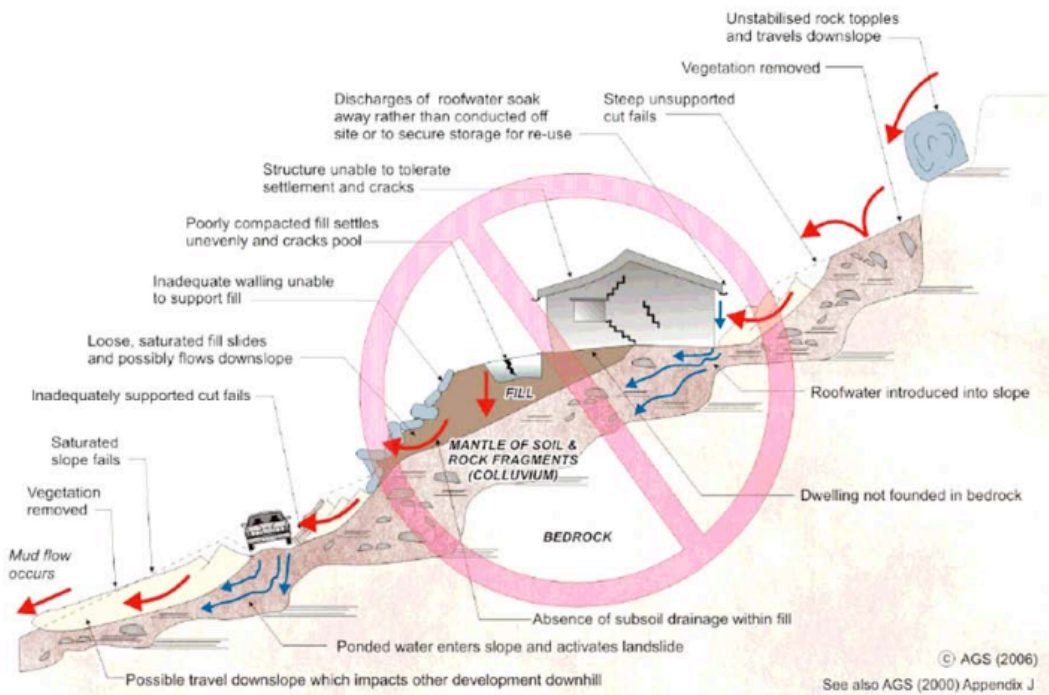 Unstabilised rock topples
and travels downslope
Vegetation removed
Discharges of roofwater soak
away rather than conducted off
site or to secure storage for re-use
Steep unsupported
cut fails
Structure unable to tolerate
settlement and cracks
Poorly compacted fill settles
unevenly and cracks pool
Inadequate walling unable
to support fill
Loose, saturated fill slides
and possibly flows downslope
Inadequately supported cut fails
Saturated
slope fails
Vegetation
removed
Mud flow
occurs
FILL
MANTLE OF SOIL &
ROCK FRAGMENTS
(COLLUVIUM)
BEDROCK
Roofwater introduced into slope
Dwelling not founded in bedrock
Absence of subsoil drainage within fill
Ponded water enters slope and activates landslide
Possible travel downslope which impacts other development downhill
© AGS (2006)
See also AGS (2000) Appendix J